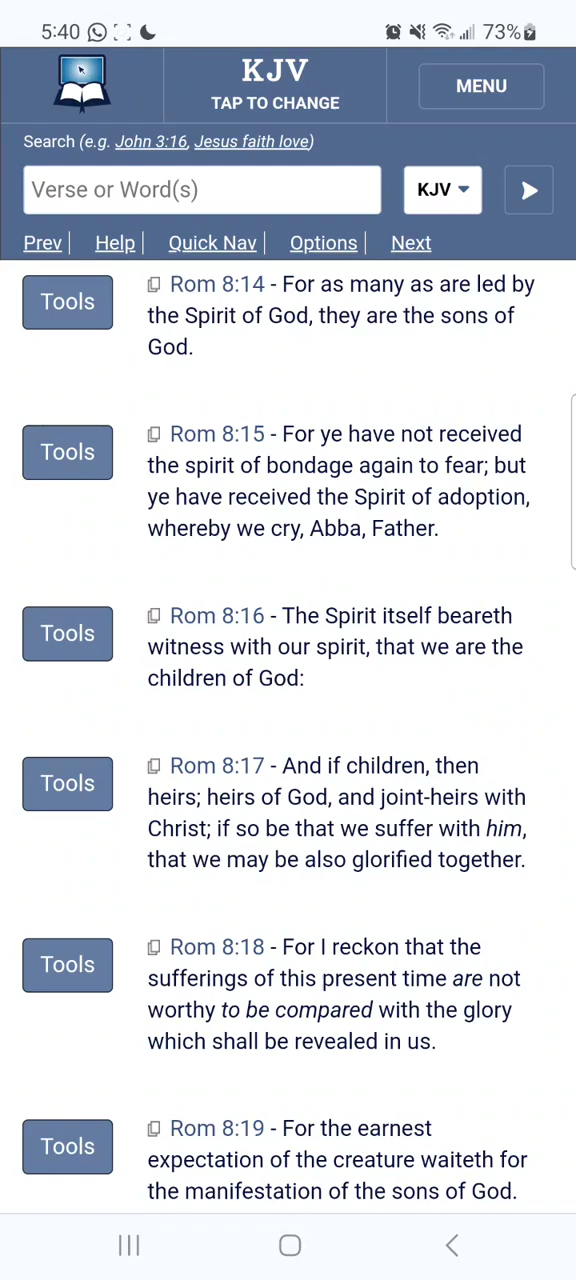 5:40 73%
KJV
TAP TO CHANGE
MENU
Search (e.g. John 3:16, Jesus faith love)
Verse or Word(s)
KJV
Prev| Help| Quick Nav| Options| Next
Tools
Rom 8:14 - For as many as are led by
the Spirit of God, they are the sons of
God.
Tools
Rom 8:15 - For ye have not received
the spirit of bondage again to fear; but
ye have received the Spirit of adoption,
whereby we cry, Abba, Father.
Tools
Rom 8:16 - The Spirit itself beareth
witness with our spirit, that we are the
children of God:
Tools
Rom 8:17 - And if children, then
heirs; heirs of God, and joint-heirs with
Christ; if so be that we suffer with him,
that we may be also glorified together.
Tools
Rom 8:18 - For I reckon that the
sufferings of this present time are not
worthy to be compared with the glory
which shall be revealed in us.
Tools
Rom 8:19 - For the earnest
expectation of the creature waiteth for
the manifestation of the sons of God.